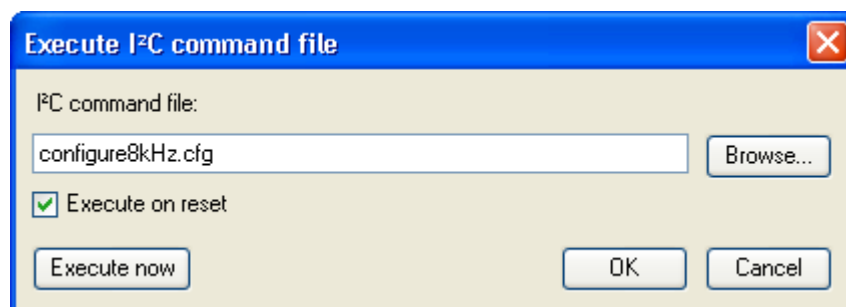 Execute I²C command file
I²C command file:
configure8kHz.cfg
Browse...
Execute on reset
Execute now
OK
Cancel